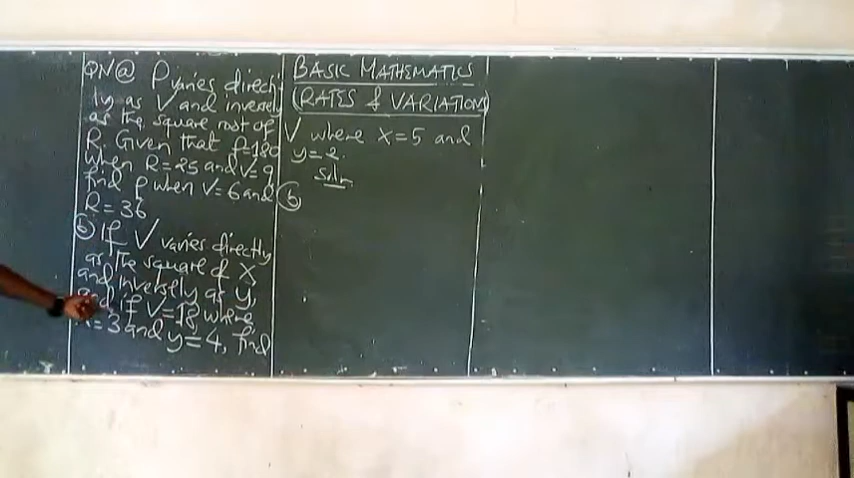 QN@ P varies direct-
ly as V and inversely
as the square root of
R. Given that P=180
when R=25 and V=9
find P when V=6 and
R=36
(b) If V varies directly
as the square of X
and inversely as y,
and if V=18 where
=3 and y=4, find
BASIC MATHEMATICS
(RATES & VARIATION)
V where X=5 and
y=2.
Soln
(b)